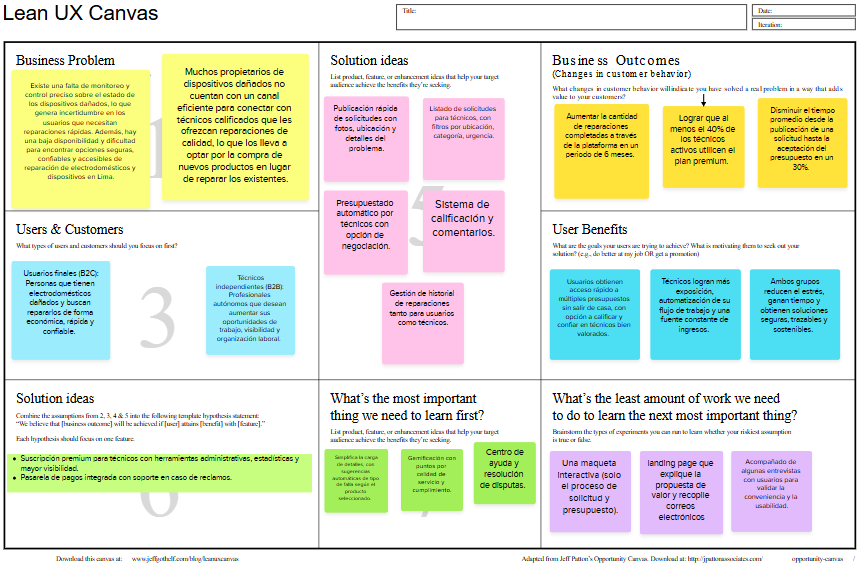 Lean UX Canvas
Title:
Date:
Iteration:
Business Problem
Existe una falta de monitoreo y
control preciso sobre el estado de
los dispositivos dañados, lo que
genera incertidumbre en los
usuarios que necesitan
reparaciones rápidas. Además, hay
una baja disponibilidad y dificultad
para encontrar opciones seguras,
confiables y accesibles de
reparación de electrodomésticos y
dispositivos en Lima.
Muchos propietarios de
dispositivos dañados no
cuentan con un canal
eficiente para conectar con
técnicos calificados que les
ofrezcan reparaciones de
calidad, lo que los lleva a
optar por la compra de
nuevos productos en lugar
de reparar los existentes.
Solution ideas
List product, feature, or enhancement ideas that help your target
audience achieve the benefits they're seeking.
Publicación rápida
de solicitudes con
fotos, ubicación y
detalles del
problema.
Listado de solicitudes
para técnicos, con
filtros por ubicación,
categoría, urgencia.
Presupuestado
automático por
técnicos con
opción de
negociación.
Sistema de
calificación y
comentarios.
5
Gestión de historial
de reparaciones
tanto para usuarios
como técnicos.
Business Outcomes
(Changes in customer behavior)
What changes in customer behavior will indicate you have solved a real problem in a way that adds
value to your customers?
Aumentar la cantidad
de reparaciones
completadas a través
de la plataforma en un
periodo de 6 meses.
Lograr que al
menos el 40% de
los técnicos
activos utilicen el
plan premium.
Disminuir el tiempo
promedio desde la
publicación de una
solicitud hasta la
aceptación del
presupuesto en un
30%.
Users & Customers
What types of users and customers should you focus on first?
Usuarios finales (B2C):
Personas que tienen
electrodomésticos
dañados y buscan
repararlos de forma
económica, rápida y
confiable.
3
Técnicos
independientes (B2B):
Profesionales
autónomos que desean
aumentar sus
oportunidades de
trabajo, visibilidad y
organización laboral.
User Benefits
What are the goals your users are trying to achieve? What is motivating them to seek out your
solution? (e.g., do better at my job OR get a promotion)
Usuarios obtienen
acceso rápido a
múltiples presupuestos
sin salir de casa, con
opción a calificar y
confiar en técnicos bien
valorados.
Técnicos logran más
exposición,
automatización de su
flujo de trabajo y una
fuente constante de
ingresos.
Ambos grupos
reducen el estrés,
ganan tiempo y
obtienen soluciones
seguras, trazables y
sostenibles.
Solution ideas
Combine the assumptions from 2, 3, 4 & 5 into the following template hypothesis statement:
“We believe that [business outcome] will be achieved if [user] attains [benefit] with [feature].”
Each hypothesis should focus on one feature.
• Suscripción premium para técnicos con herramientas administrativas, estadísticas y
mayor visibilidad.
• Pasarela de pagos integrada con soporte en caso de reclamos.
6
What's the most important
thing we need to learn first?
List product, feature, or enhancement ideas that help your target
audience achieve the benefits they're seeking.
Simplifica la carga
de detalles, con
sugerencias
automáticas de tipo
de falla según el
producto
seleccionado.
Gamificación con
puntos por
calidad de
servicio y
cumplimiento.
Centro de
ayuda y
resolución
de disputas.
What's the least amount of work we need
to do to learn the next most important thing?
Brainstorm the types of experiments you can run to learn whether your riskiest assumption
is true or false.
Una maqueta
interactiva (solo
el proceso de
solicitud y
presupuesto).
landing page que
explique la
propuesta de
valor y recopile
correos
electrónicos
Acompañado de
algunas entrevistas
con usuarios para
validar la
conveniencia y la
usabilidad.
Download this canvas at: www.jeffgothelf.com/blog/leanuxcanvas
Adapted from Jeff Patton's Opportunity Canvas. Download at: http://jpattonassociates.com/ opportunity-canvas /